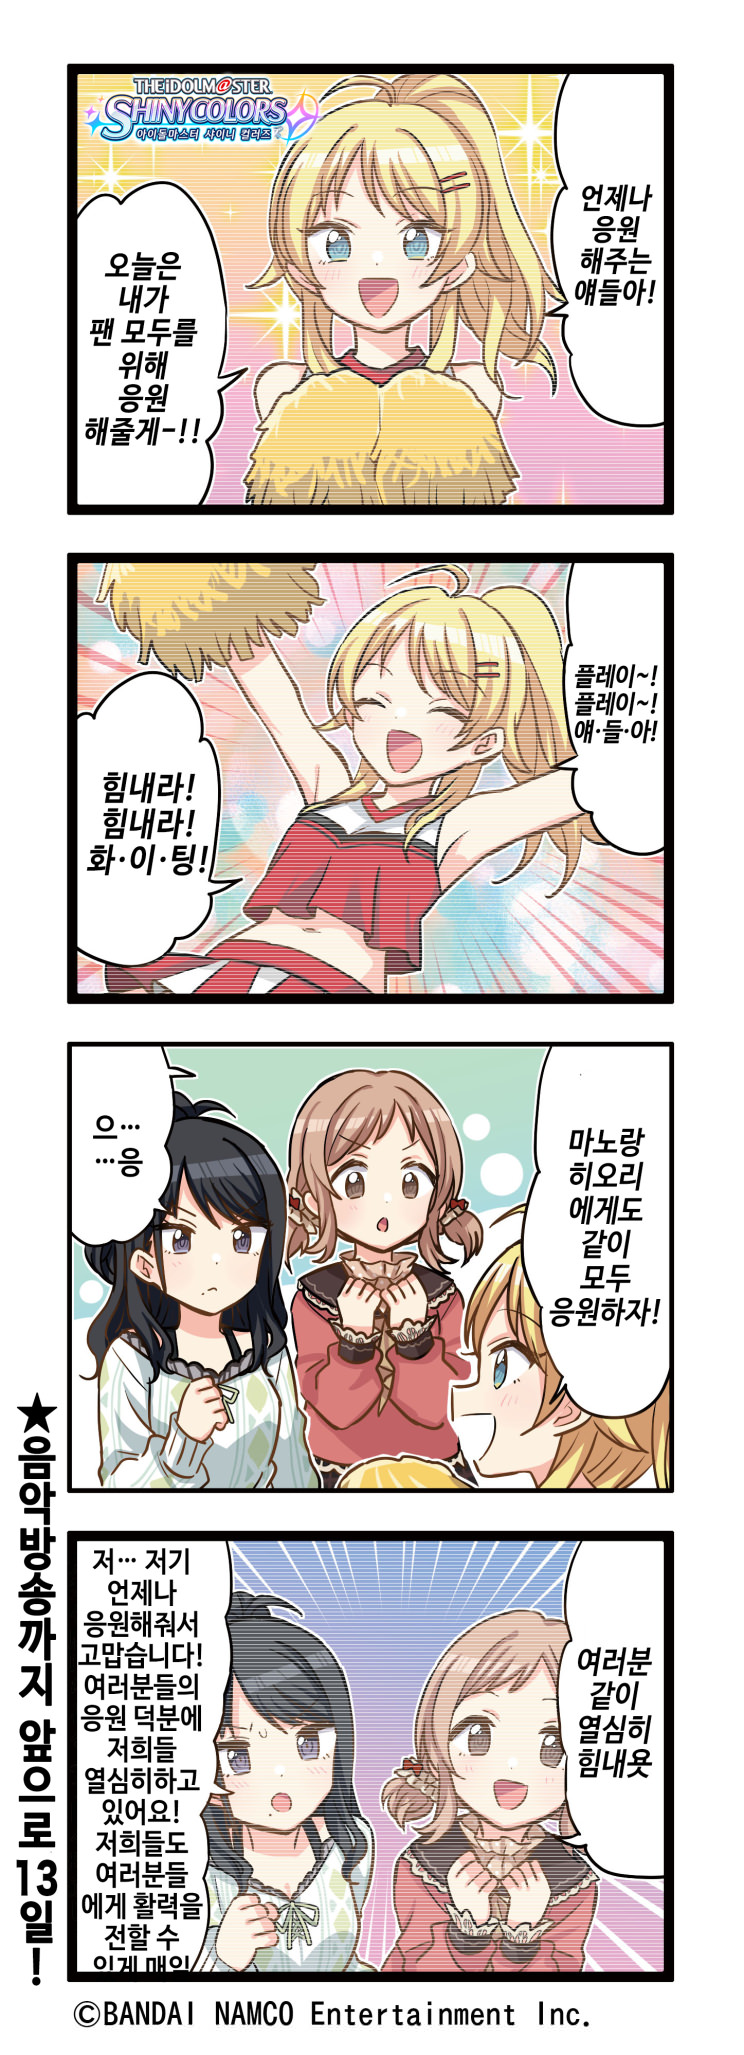 THE iDOLM@STER
SHINYCOLORS
아이돌마스터 샤이니 컬러즈
언제나
응원
해주는
얘들아!
오늘은
내가
팬 모두를
위해
응원
해줄게-!!
플레이~!
플레이~!
얘·들·아!
힘내라!
힘내라!
화·이·팅!
마노랑
히오리
에게도
같이
모두
응원하자!
으…
…응
여러분
같이
열심히
힘내욧
저… 저기
언제나
응원해줘서
고맙습니다!
여러분들의
응원 덕분에
저희들
열심히하고
있어요!
저희들도
여러분들
에게 활력을
전할 수
있게 매일
★음악방송까지 앞으로 13일!
©BANDAI NAMCO Entertainment Inc.